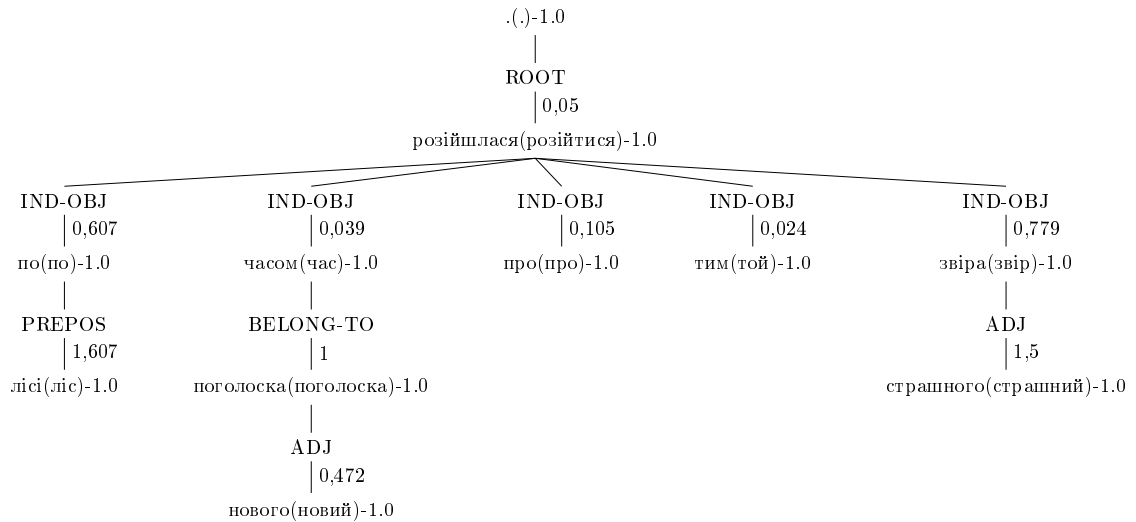 .(.)-1.0
ROOT
0,05
розійшлася(розійтися)-1.0
IND-OBJ IND-OBJ IND-OBJ IND-OBJ IND-OBJ
0,607 0,039 0,105 0,024 0,779
по(по)-1.0 часом(час)-1.0 про(про)-1.0 тим(той)-1.0 звіра(звір)-1.0
PREPOS BELONG-TO ADJ
1,607 1 1,5
лісі(ліс)-1.0 поголоска(поголоска)-1.0 страшного(страшний)-1.0
ADJ
0,472
нового(новий)-1.0